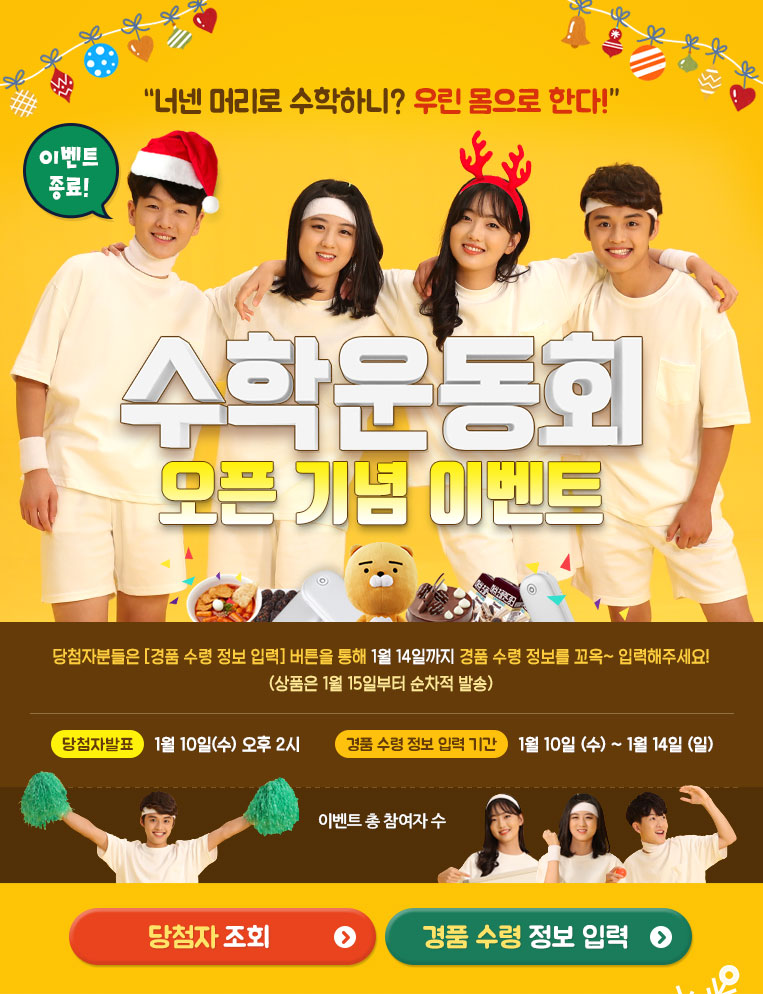 “너넨 머리로 수학하니? 우린 몸으로 한다!”
이벤트
종료!
수학운동회
오픈 기념 이벤트
당첨자분들은 [경품 수령 정보 입력] 버튼을 통해 1월 14일까지 경품 수령 정보를 꼬옥~ 입력해주세요!
(상품은 1월 15일부터 순차적 발송)
당첨자발표 1월 10일(수) 오후 2시 경품 수령 정보 입력 기간 1월 10일 (수) ~ 1월 14일 (일)
이벤트 총 참여자 수
당첨자 조회 경품 수령 정보 입력